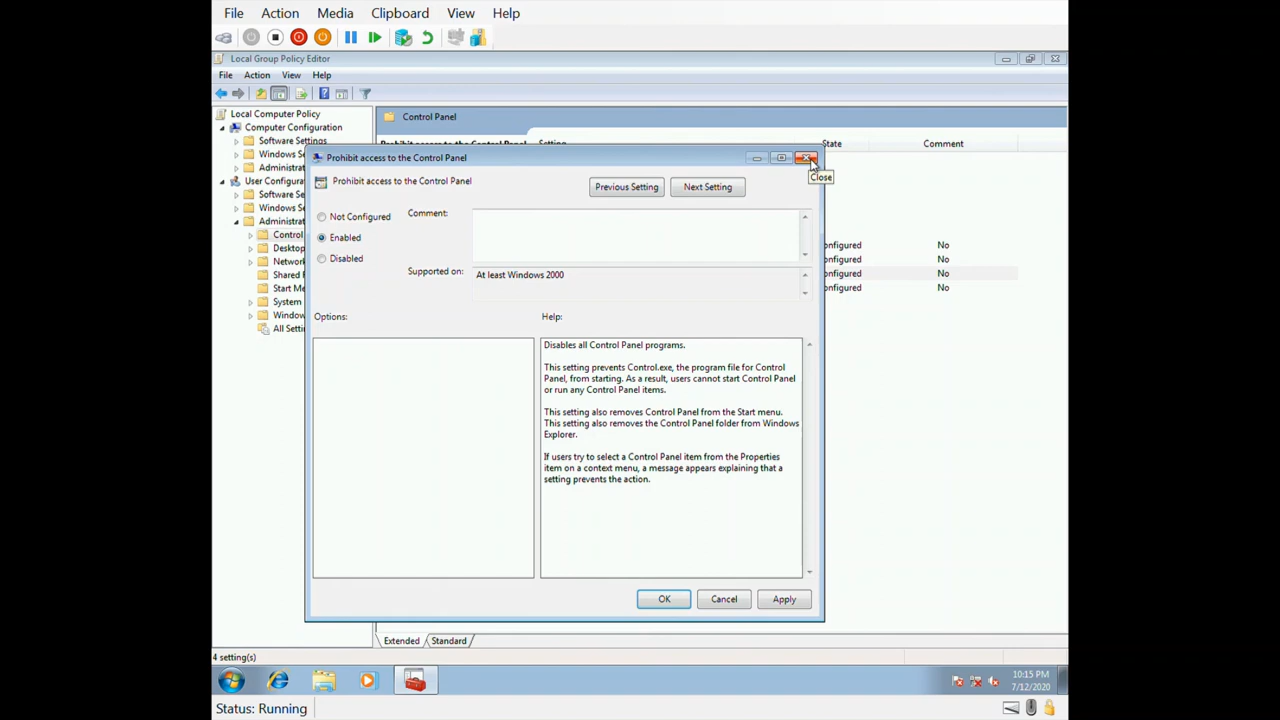 File Action Media Clipboard View Help
Local Group Policy Editor
File Action View Help
Local Computer Policy
Control Panel
Computer Configuration
Software Settings
Setting
State
Comment
Windows Se
Administrat
User Configura
Software Se
Windows Se
Administra
Control
Desktop
Networ
Shared F
Start Me
System
Window
All Setti
Prohibit access to the Control Panel
Close
Prohibit access to the Control Panel
Previous Setting
Next Setting
Not Configured
Enabled
Disabled
Comment:
Supported on:
At least Windows 2000
onfigured No
onfigured No
onfigured No
onfigured No
Options:
Help:
Disables all Control Panel programs.
This setting prevents Control.exe, the program file for Control
Panel, from starting. As a result, users cannot start Control Panel
or run any Control Panel items.
This setting also removes Control Panel from the Start menu.
This setting also removes the Control Panel folder from Windows
Explorer.
If users try to select a Control Panel item from the Properties
item on a context menu, a message appears explaining that a
setting prevents the action.
OK
Cancel
Apply
Extended
Standard
4 setting(s)
10:15 PM
7/12/2020
Status: Running